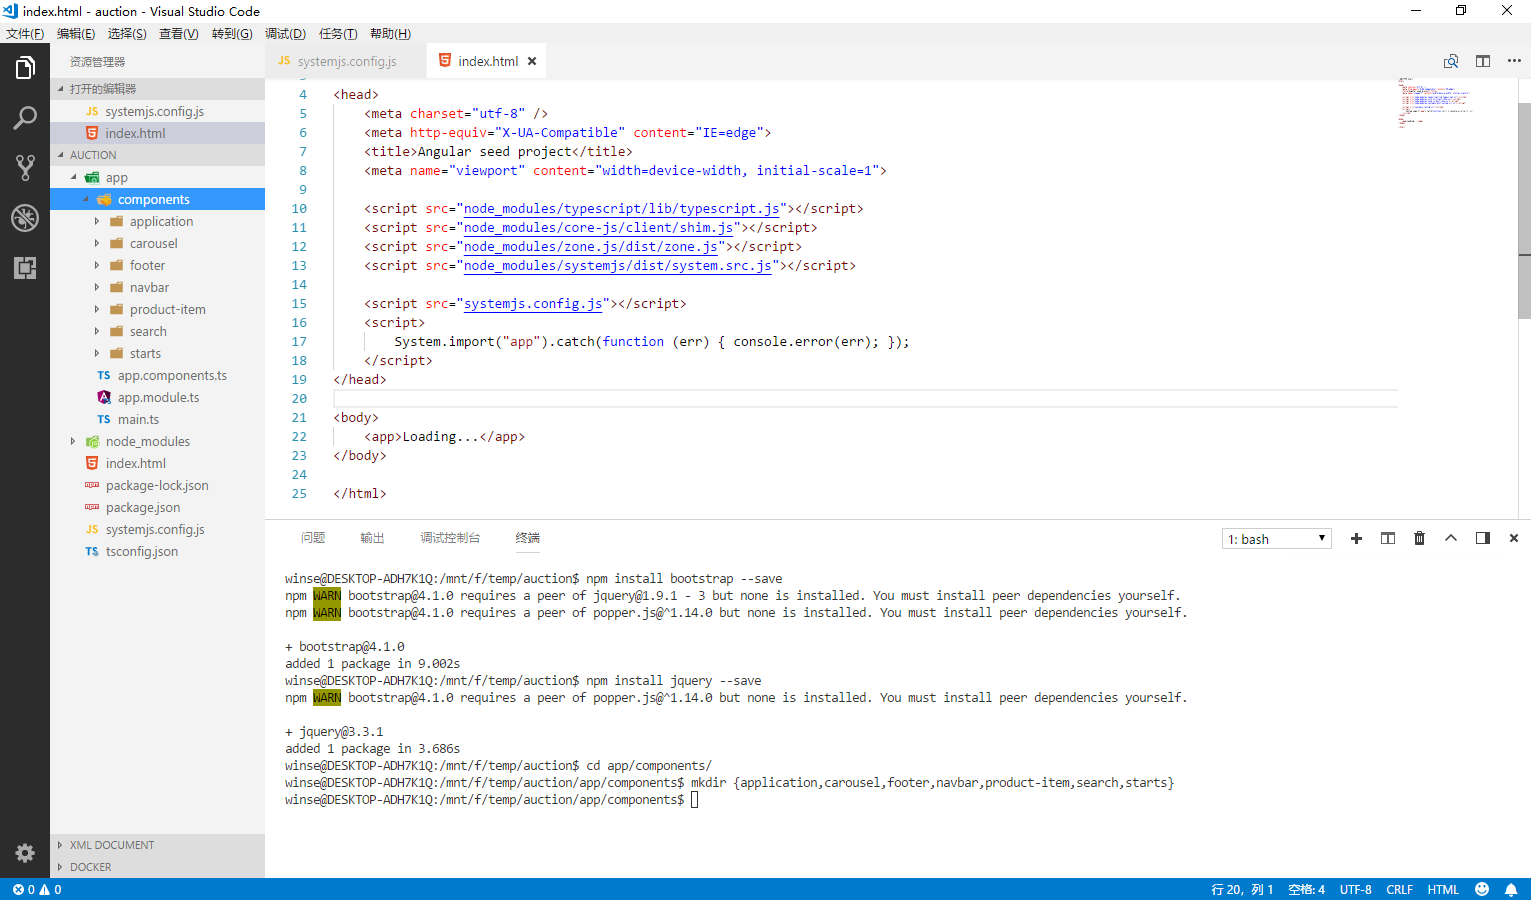 index.html - auction - Visual Studio Code
文件(F) 编辑(E) 选择(S) 查看(V) 转到(G) 调试(D) 任务(T) 帮助(H)
资源管理器
打开的编辑器
JS systemjs.config.js
index.html
AUCTION
app
components
application
carousel
footer
navbar
product-item
search
starts
TS app.components.ts
app.module.ts
TS main.ts
node_modules
index.html
package-lock.json
package.json
JS systemjs.config.js
TS tsconfig.json
XML DOCUMENT
DOCKER
JS systemjs.config.js
index.html
4 <head>
5 <meta charset="utf-8" />
6 <meta http-equiv="X-UA-Compatible" content="IE=edge">
7 <title>Angular seed project</title>
8 <meta name="viewport" content="width=device-width, initial-scale=1">
9
10 <script src="node_modules/typescript/lib/typescript.js"></script>
11 <script src="node_modules/core-js/client/shim.js"></script>
12 <script src="node_modules/zone.js/dist/zone.js"></script>
13 <script src="node_modules/systemjs/dist/system.src.js"></script>
14
15 <script src="systemjs.config.js"></script>
16 <script>
17 System.import("app").catch(function (err) { console.error(err); });
18 </script>
19 </head>
20
21 <body>
22 <app>Loading...</app>
23 </body>
24
25 </html>
问题 输出 调试控制台 终端
1: bash
winse@DESKTOP-ADH7K1Q:/mnt/f/temp/auction$ npm install bootstrap --save
npm WARN bootstrap@4.1.0 requires a peer of jquery@1.9.1 - 3 but none is installed. You must install peer dependencies yourself.
npm WARN bootstrap@4.1.0 requires a peer of popper.js@^1.14.0 but none is installed. You must install peer dependencies yourself.
+ bootstrap@4.1.0
added 1 package in 9.002s
winse@DESKTOP-ADH7K1Q:/mnt/f/temp/auction$ npm install jquery --save
npm WARN bootstrap@4.1.0 requires a peer of popper.js@^1.14.0 but none is installed. You must install peer dependencies yourself.
+ jquery@3.3.1
added 1 package in 3.686s
winse@DESKTOP-ADH7K1Q:/mnt/f/temp/auction$ cd app/components/
winse@DESKTOP-ADH7K1Q:/mnt/f/temp/auction/app/components$ mkdir {application,carousel,footer,navbar,product-item,search,starts}
winse@DESKTOP-ADH7K1Q:/mnt/f/temp/auction/app/components$
0 0
行 20，列 1 空格: 4 UTF-8 CRLF HTML